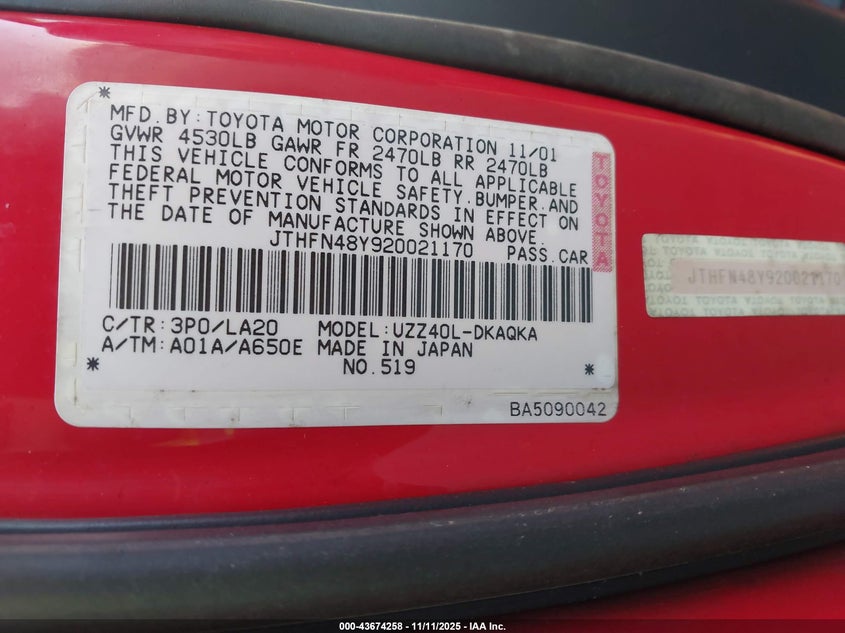 MFD.BY:TOYOTA MOTOR CORPORATION 11/01
GVWR 4530LB GAWR FR 2470LB RR 2470LB
THIS VEHICLE CONFORMS TO ALL APPLICABLE
FEDERAL MOTOR VEHICLE SAFETY,BUMPER,AND
THEFT PREVENTION STANDARDS IN EFFECT ON
THE DATE OF MANUFACTURE SHOWN ABOVE.
JTHFN48Y920021170 PASS.CAR
TOYOTA
C/TR:3P0/LA20 MODEL:UZZ40L-DKAQKA
A/TM:A01A/A650E MADE IN JAPAN
NO.519
BA5090042
JTHFN48Y920021170
000-43674258 - 11/11/2025 - IAA Inc.